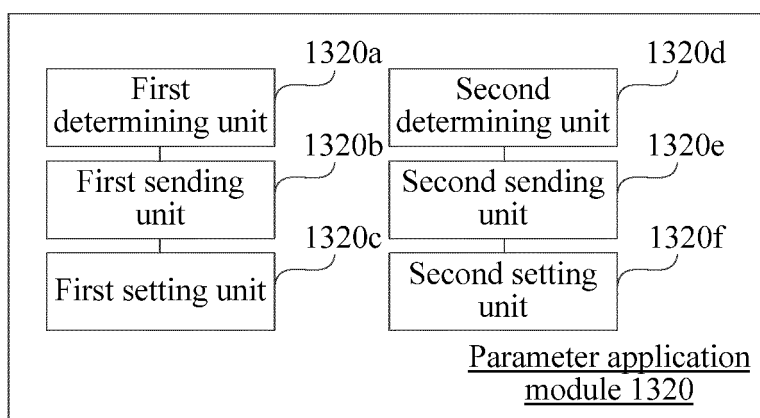 1320a
First
determining unit
1320b
First sending
unit
1320c
First setting unit
1320d
Second
determining unit
1320e
Second sending
unit
1320f
Second setting
unit
Parameter application
module 1320